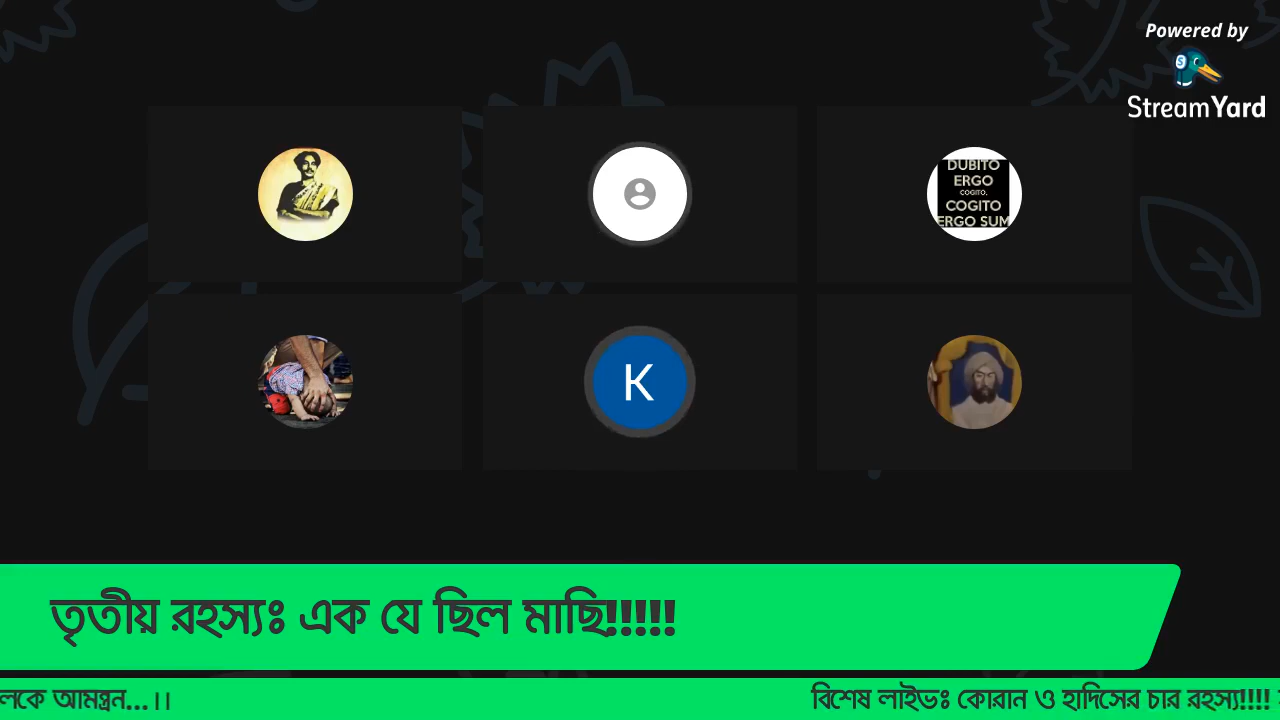 Powered by
StreamYard
DUBITO
ERGO
COGITO,
COGITO
ERGO SUM
K
তৃতীয় রহস্যঃ এক যে ছিল মাছি!!!!!
লকে আমন্ত্রন...।। বিশেষ লাইভঃ কোরান ও হাদিসের চার রহস্য!!!!